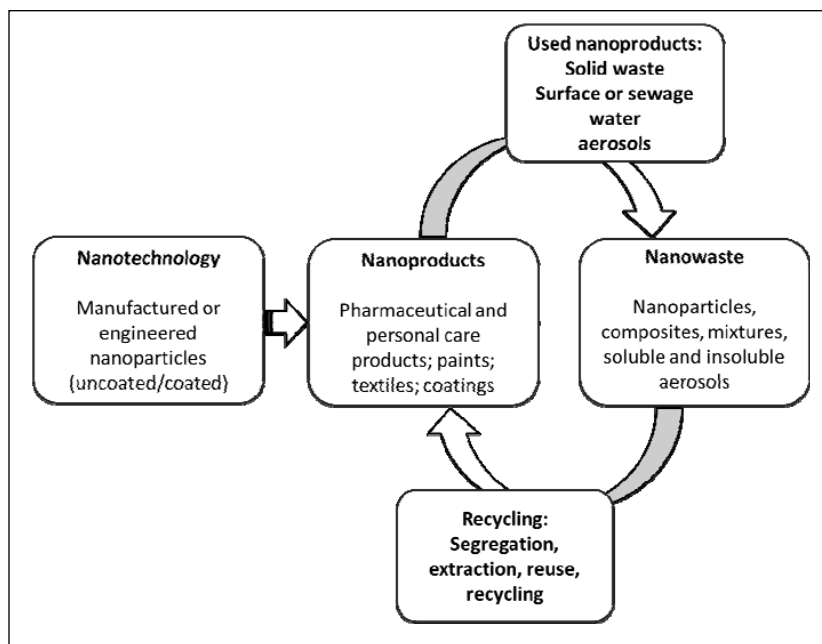 Used nanoproducts:
Solid waste
Surface or sewage
water
aerosols
Nanotechnology
Manufactured or
engineered
nanoparticles
(uncoated/coated)
Nanoproducts
Pharmaceutical and
personal care
products; paints;
textiles; coatings
Nanowaste
Nanoparticles,
composites, mixtures,
soluble and insoluble
aerosols
Recycling:
Segregation,
extraction, reuse,
recycling